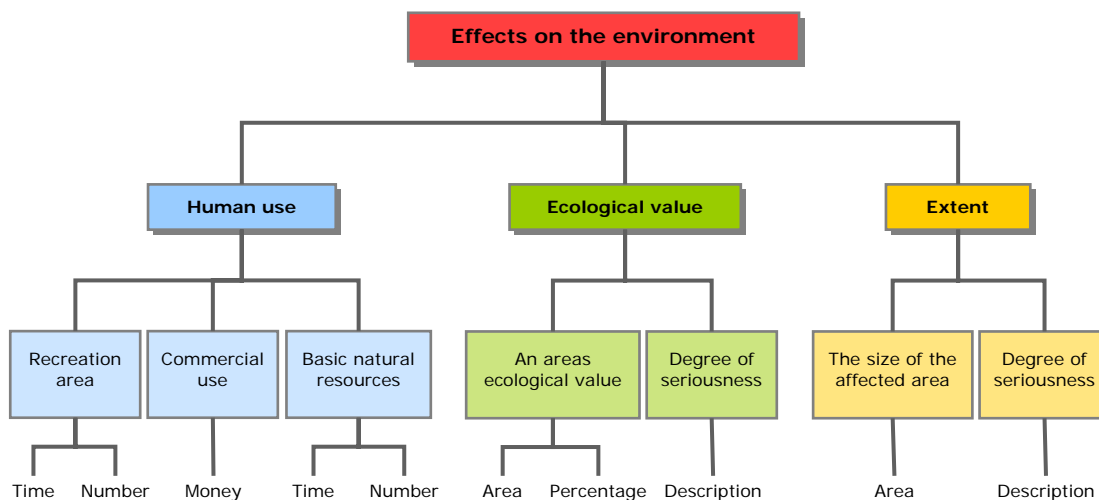 Effects on the environment
Human use
Ecological value
Extent
Recreation
area
Commercial
use
Basic natural
resources
An areas
ecological value
Degree of
seriousness
The size of the
affected area
Degree of
seriousness
Time
Number
Money
Time
Number
Area
Percentage
Description
Area
Description